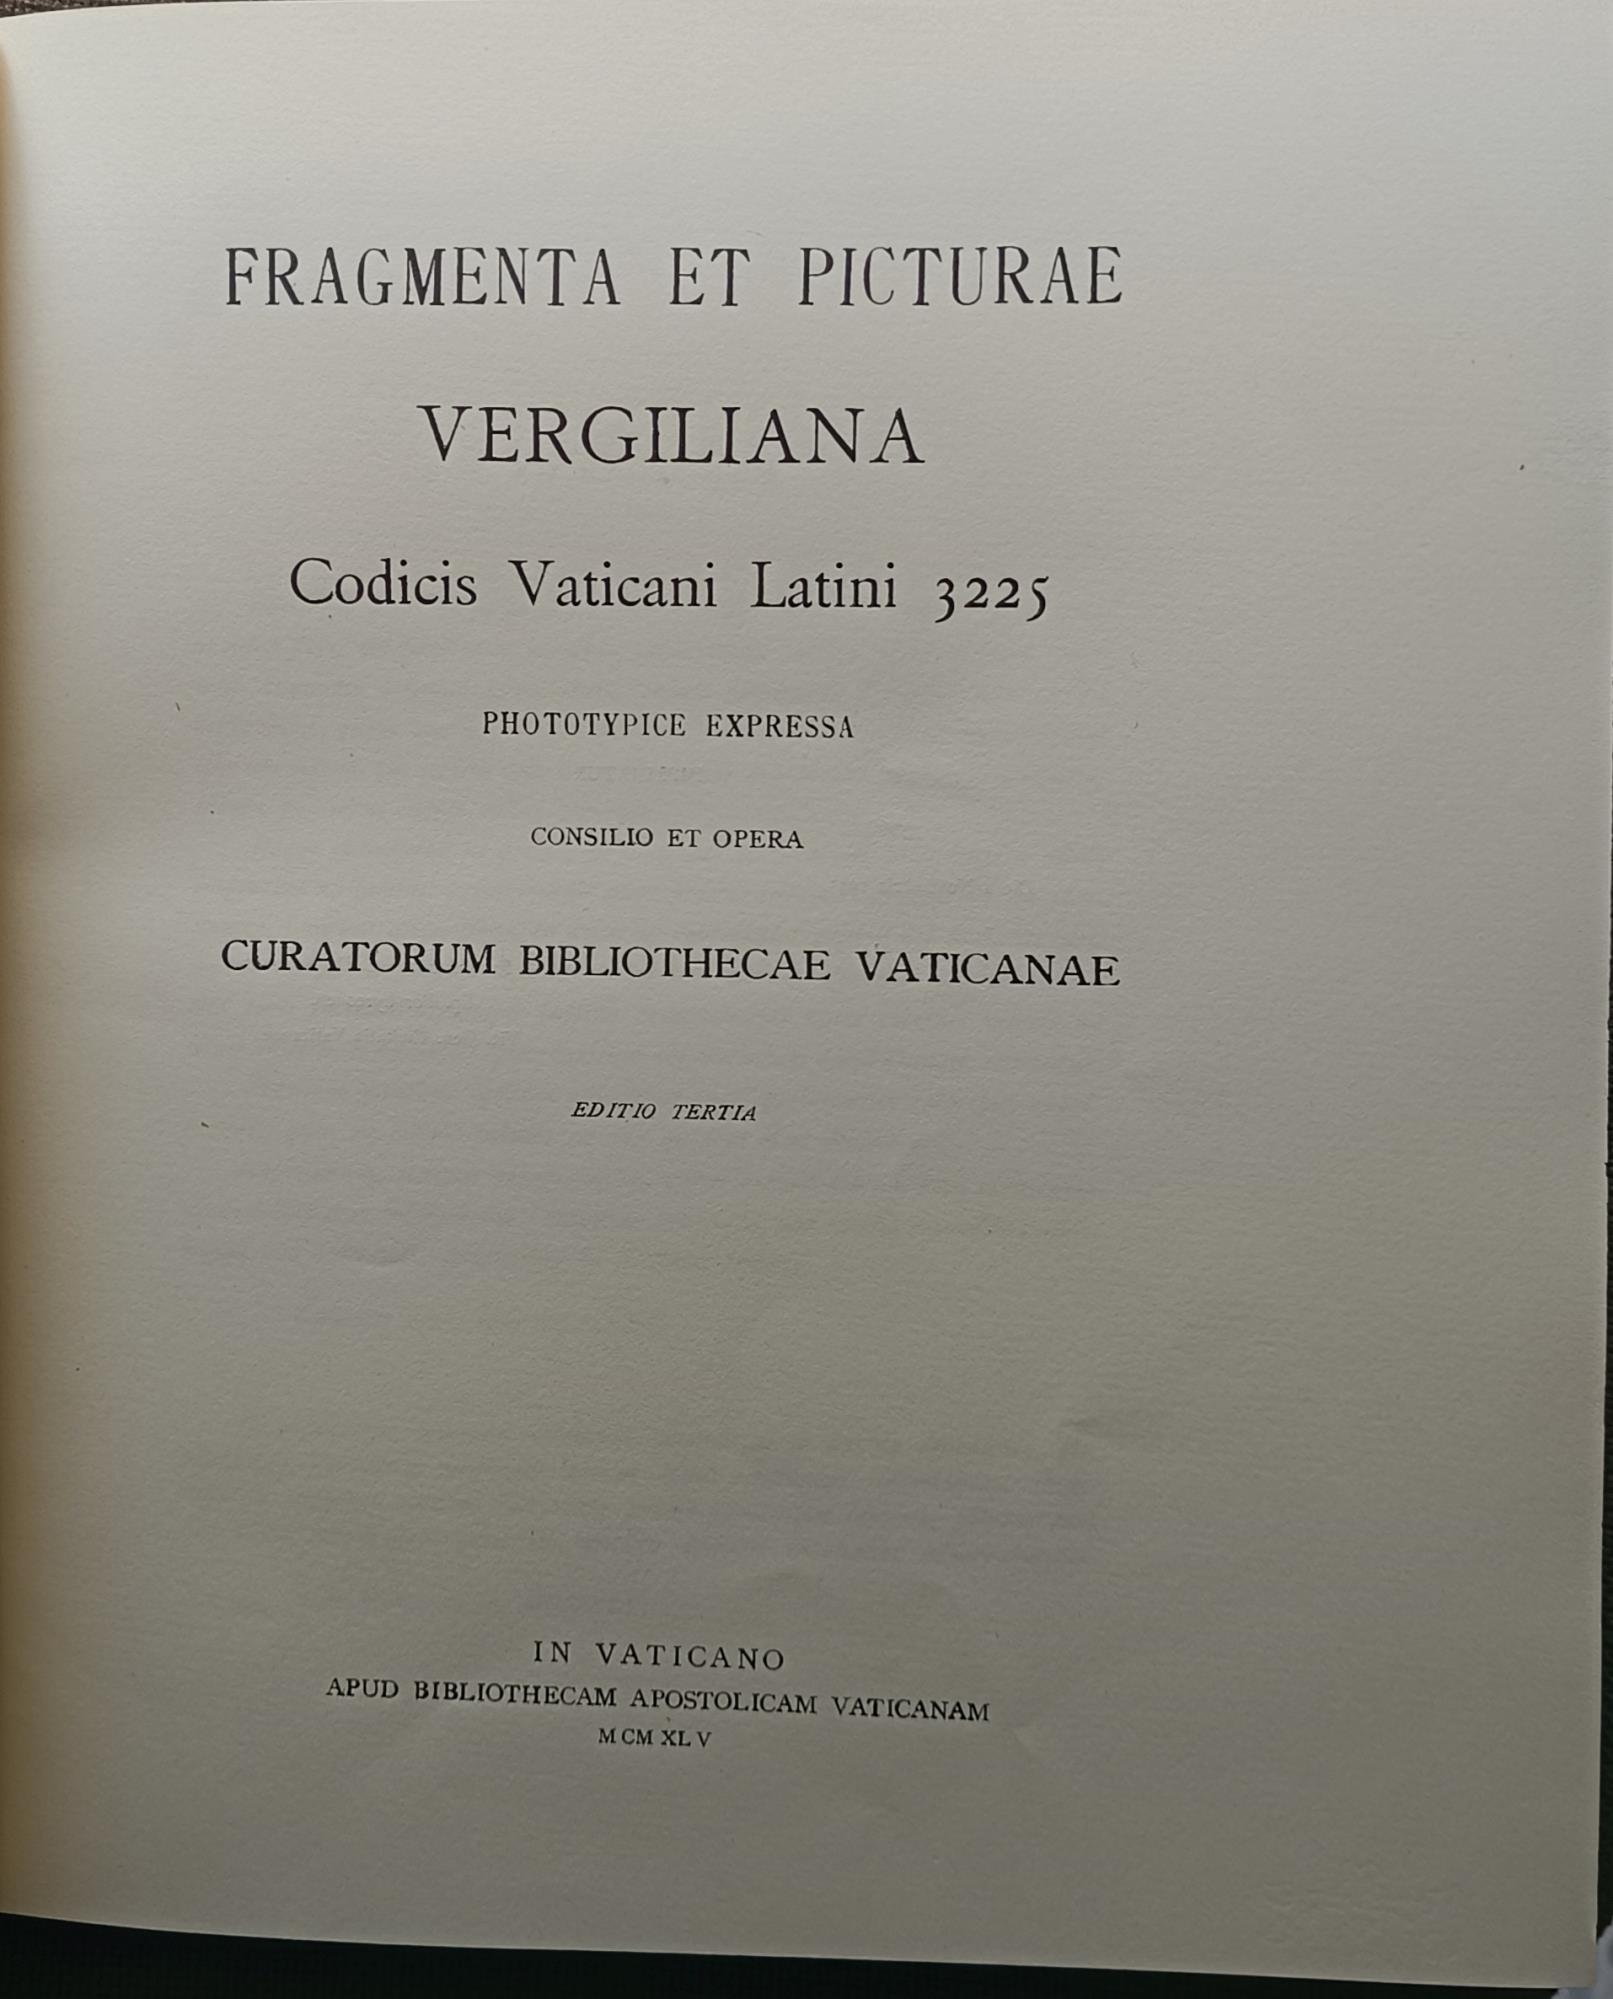 FRAGMENTA ET PICTURAE
VERGILIANA
Codicis Vaticani Latini 3225
PHOTOTYPICE EXPRESSA
CONSILIO ET OPERA
CURATORUM BIBLIOTHECAE VATICANAE
EDITIO TERTIA
IN VATICANO
APUD BIBLIOTHECAM APOSTOLICAM VATICANAM
MCMXLV